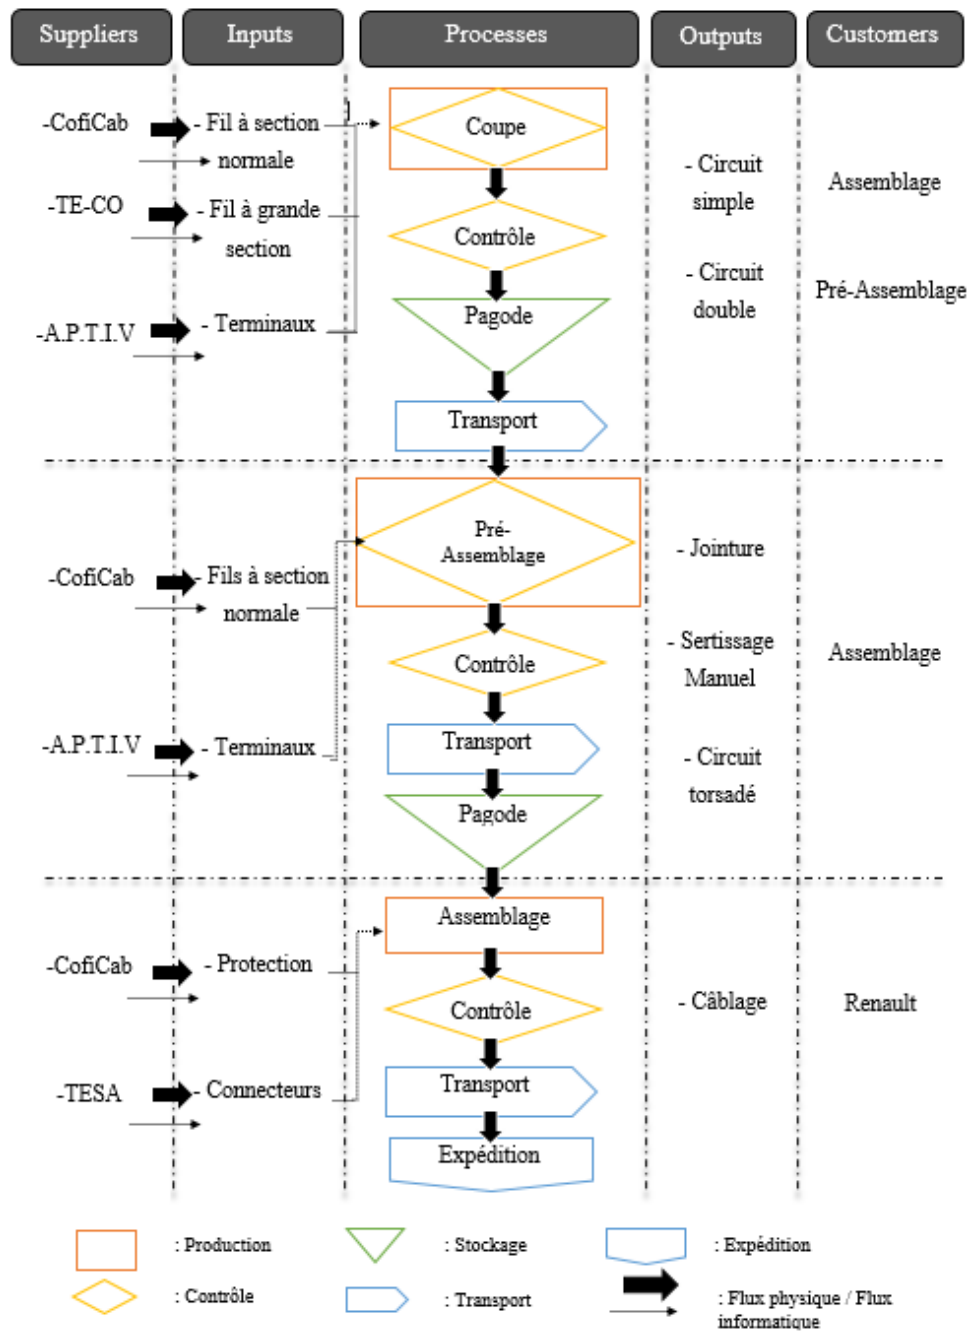 Suppliers
Inputs
Processes
Outputs
Customers
-CofiCab
- Fil à section
normale
-TE-CO
- Fil à grande
section
-A.P.T.I.V
- Terminaux
Coupe
Contrôle
Pagode
Transport
- Circuit
simple
- Circuit
double
Assemblage
Pré-Assemblage
-CofiCab
- Fils à section
normale
-A.P.T.I.V
- Terminaux
Pré-
Assemblage
Contrôle
Transport
Pagode
- Jointure
- Sertissage
Manuel
- Circuit
torsadé
Assemblage
-CofiCab
- Protection
-TESA
- Connecteurs
Assemblage
Contrôle
Transport
Expédition
- Câblage
Renault
: Production
: Stockage
: Expédition
: Contrôle
: Transport
: Flux physique / Flux
informatique